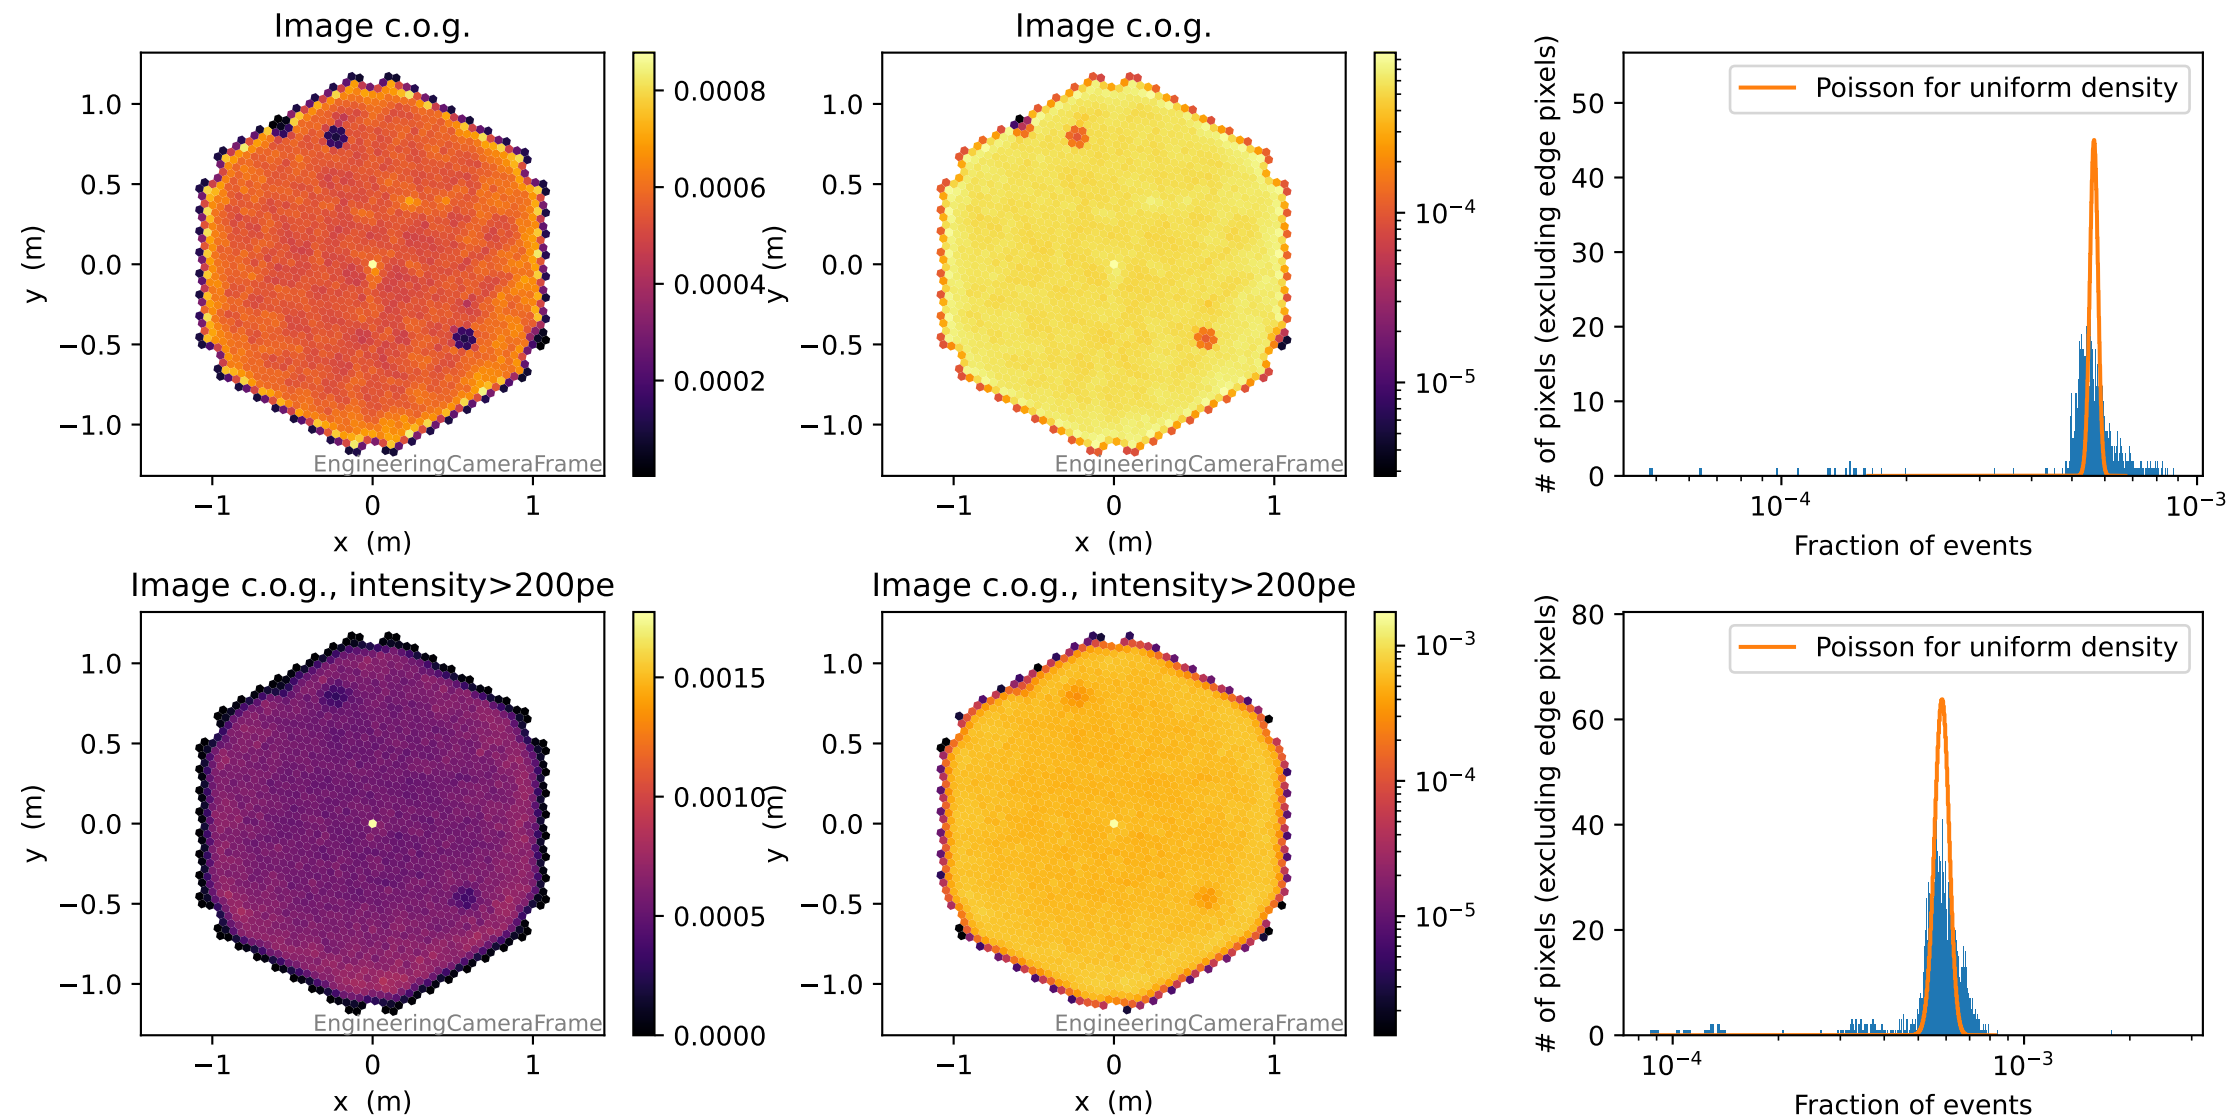 Image c.o.g.
y (m)
1.0
0.5
0.0
−0.5
−1.0
−1
0
1
x (m)
EngineeringCameraFrame
0.0008
0.0006
0.0004
0.0002
Image c.o.g.
y (m)
1.0
0.5
0.0
−0.5
−1.0
−1
0
1
x (m)
EngineeringCameraFrame
10⁻⁴
10⁻⁵
# of pixels (excluding edge pixels)
50
40
30
20
10
0
Poisson for uniform density
10⁻⁴
10⁻³
Fraction of events
Image c.o.g., intensity>200pe
y (m)
1.0
0.5
0.0
−0.5
−1.0
−1
0
1
x (m)
EngineeringCameraFrame
0.0015
0.0010
0.0005
0.0000
Image c.o.g., intensity>200pe
y (m)
1.0
0.5
0.0
−0.5
−1.0
−1
0
1
x (m)
EngineeringCameraFrame
10⁻³
10⁻⁴
10⁻⁵
# of pixels (excluding edge pixels)
80
60
40
20
0
Poisson for uniform density
10⁻⁴
10⁻³
Fraction of events